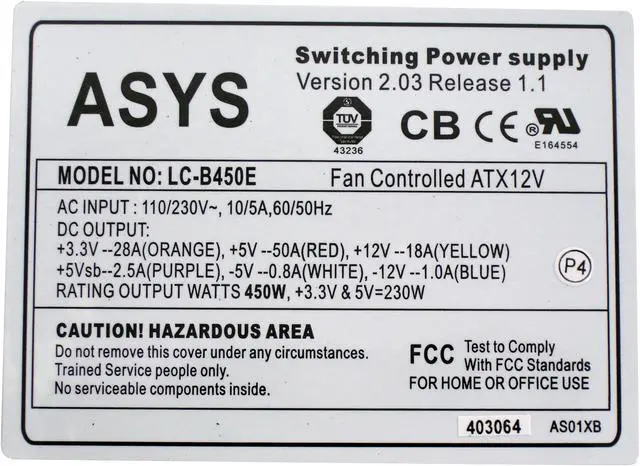 ASYS
Switching Power supply
Version 2.03 Release 1.1
TÜV
43236
CB CE ® UR
E164554
MODEL NO: LC-B450E Fan Controlled ATX12V
AC INPUT : 110/230V~, 10/5A,60/50Hz
DC OUTPUT:
+3.3V --28A(ORANGE), +5V --50A(RED), +12V --18A(YELLOW)
+5Vsb--2.5A(PURPLE), -5V --0.8A(WHITE), -12V --1.0A(BLUE)
P4
RATING OUTPUT WATTS 450W, +3.3V & 5V=230W
CAUTION! HAZARDOUS AREA
Do not remove this cover under any circumstances.
Trained Service people only.
No serviceable components inside.
FCC Test to Comply
With FCC Standards
FOR HOME OR OFFICE USE
403064 AS01XB